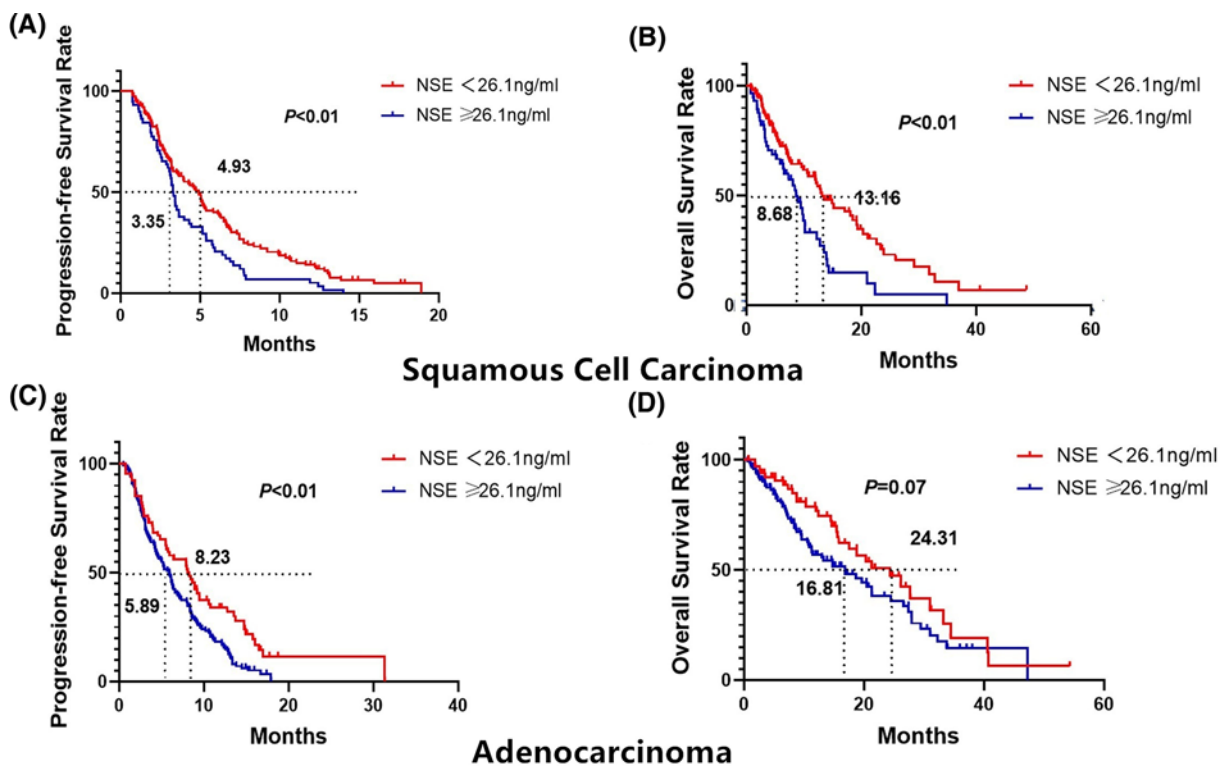 (A)
Progression-free Survival Rate
100
50
0
0 5 10 15 20
Months
NSE <26.1ng/ml
NSE ≥26.1ng/ml
P<0.01
4.93
3.35
(B)
Overall Survival Rate
100
50
0
0 20 40 60
Months
NSE <26.1ng/ml
NSE ≥26.1ng/ml
P<0.01
13.16
8.68
Squamous Cell Carcinoma
(C)
Progression-free Survival Rate
100
50
0
0 10 20 30 40
Months
NSE <26.1ng/ml
NSE ≥26.1ng/ml
P<0.01
8.23
5.89
(D)
Overall Survival Rate
100
50
0
0 20 40 60
Months
NSE <26.1ng/ml
NSE ≥26.1ng/ml
P=0.07
24.31
16.81
Adenocarcinoma